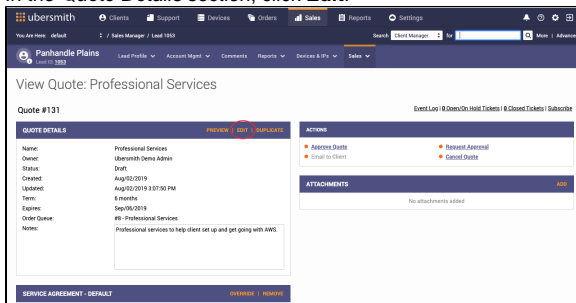 In the Quote Details section, click Edit.
ubersmith Clients Support Devices Orders Sales Reports Settings
You Are Here: default / Sales Manager / Lead 1053 Search Client Manager for More | Advance
Panhandle Plains Lead Profile Account Mgmt Comments Reports Devices & IPs Sales
Lead ID: 1053
View Quote: Professional Services
Quote #131 Event Log | 0 Open/On Hold Tickets | 0 Closed Tickets | Subscribe
QUOTE DETAILS PREVIEW | EDIT | DUPLICATE ACTIONS
Name: Professional Services Approve Quote Request Approval
Owner: Ubersmith Demo Admin Email to Client Cancel Quote
Status: Draft
Created: Aug/02/2019
Updated: Aug/02/2019 3:07:50 PM ATTACHMENTS ADD
Term: 6 months No attachments added
Expires: Sep/06/2019
Order Queue: #8 - Professional Services
Notes: Professional services to help client set up and get going with AWS.
SERVICE AGREEMENT - DEFAULT OVERRIDE | REMOVE